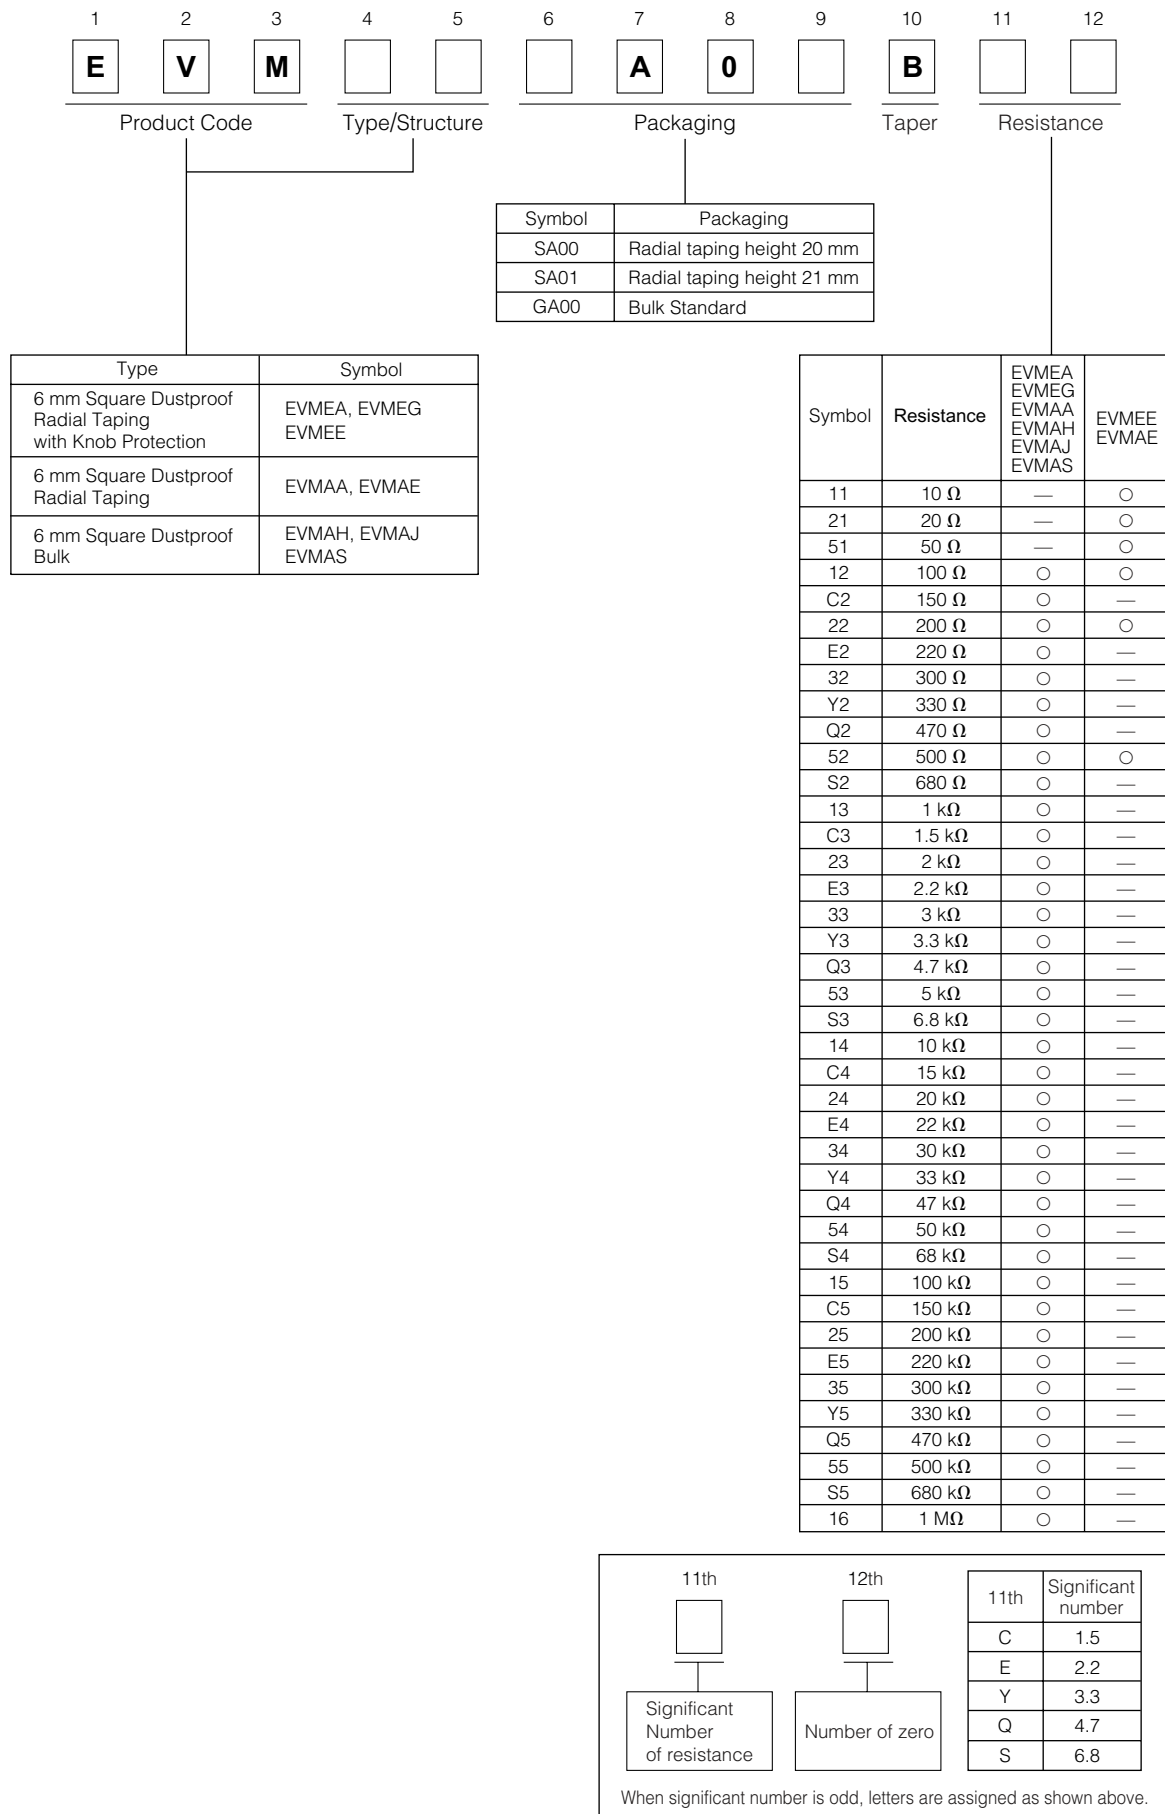 1 2 3 4 5 6 7 8 9 10 11 12
E V M A 0 B
Product Code Type/Structure Packaging Taper Resistance
Symbol Packaging
SA00 Radial taping height 20 mm
SA01 Radial taping height 21 mm
GA00 Bulk Standard
Type Symbol
6 mm Square Dustproof
Radial Taping
with Knob Protection
EVMEA, EVMEG
EVMEE
6 mm Square Dustproof
Radial Taping
EVMAA, EVMAE
6 mm Square Dustproof
Bulk
EVMAH, EVMAJ
EVMAS
Symbol Resistance
EVMEA
EVMEG
EVMAA
EVMAH
EVMAJ
EVMAS
EVMEE
EVMAE
11 10 Ω — ○
21 20 Ω — ○
51 50 Ω — ○
12 100 Ω ○ ○
C2 150 Ω ○ —
22 200 Ω ○ ○
E2 220 Ω ○ —
32 300 Ω ○ —
Y2 330 Ω ○ —
Q2 470 Ω ○ —
52 500 Ω ○ ○
S2 680 Ω ○ —
13 1 kΩ ○ —
C3 1.5 kΩ ○ —
23 2 kΩ ○ —
E3 2.2 kΩ ○ —
33 3 kΩ ○ —
Y3 3.3 kΩ ○ —
Q3 4.7 kΩ ○ —
53 5 kΩ ○ —
S3 6.8 kΩ ○ —
14 10 kΩ ○ —
C4 15 kΩ ○ —
24 20 kΩ ○ —
E4 22 kΩ ○ —
34 30 kΩ ○ —
Y4 33 kΩ ○ —
Q4 47 kΩ ○ —
54 50 kΩ ○ —
S4 68 kΩ ○ —
15 100 kΩ ○ —
C5 150 kΩ ○ —
25 200 kΩ ○ —
E5 220 kΩ ○ —
35 300 kΩ ○ —
Y5 330 kΩ ○ —
Q5 470 kΩ ○ —
55 500 kΩ ○ —
S5 680 kΩ ○ —
16 1 MΩ ○ —
11th 12th
Significant
Number
of resistance
Number of zero
11th Significant
number
C 1.5
E 2.2
Y 3.3
Q 4.7
S 6.8
When significant number is odd, letters are assigned as shown above.